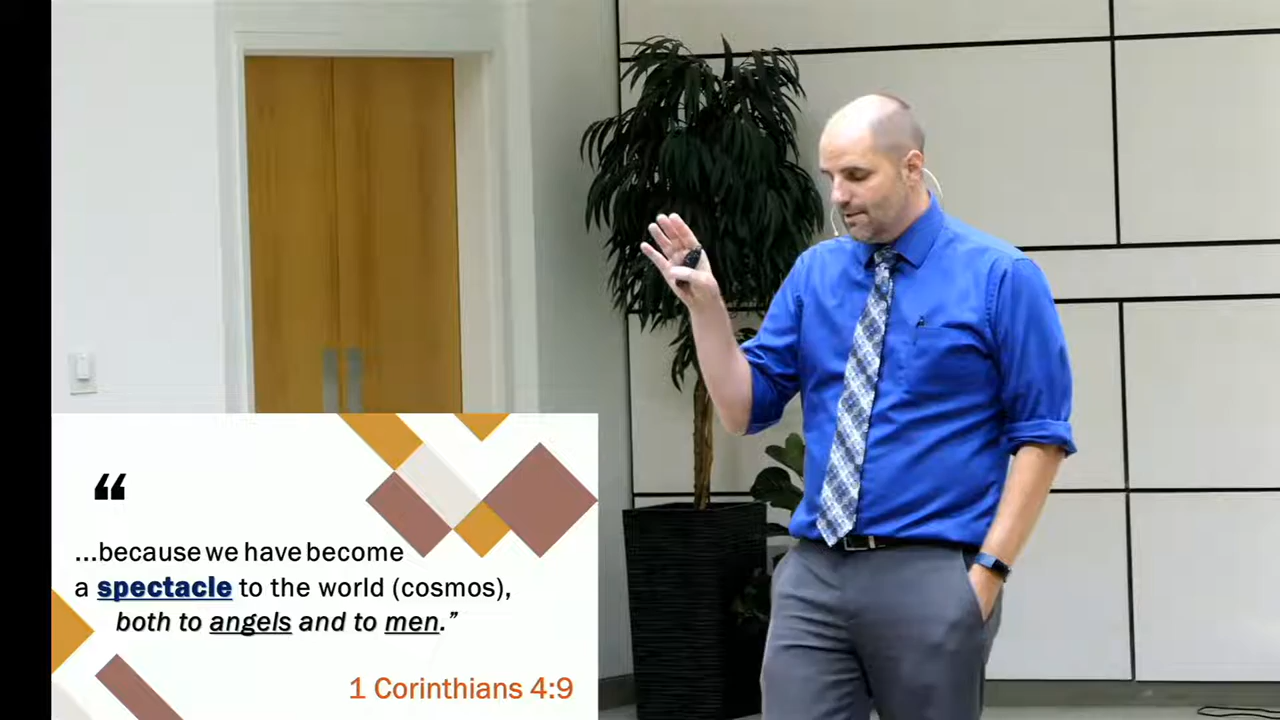 “
...because we have become
a spectacle to the world (cosmos),
both to angels and to men.”
1 Corinthians 4:9